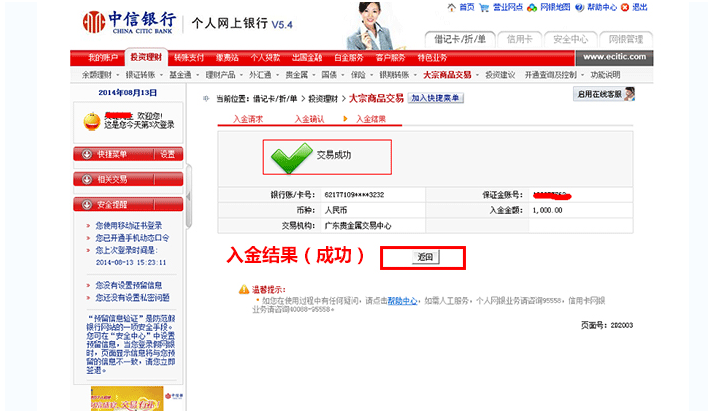 中信银行 CHINA CITIC BANK 个人网上银行 V5.4
首页 营业网点 网银地图 帮助中心 退出
借记卡/折/单 信用卡 安全中心 网银管理
我的账户 投资理财 转账支付 缴费站 个人贷款 出国金融 白金服务 客户服务 特色业务 www.ecitic.com
余额理财 银证转账 基金通 理财产品 外汇通 贵金属 国债 保险 银期转账 大宗商品交易 投资建议 开通查询及控制 功能说明
2014年08月13日
欢迎您!
这是您今天第3次登录
快捷菜单 设置
相关交易
安全提醒
您使用移动证书登录
您已开通手机动态口令
您上次登录时间是:
2014-08-13 15:23:11
您没有设置预留信息
您还没有设置私密问题
“预留信息验证”是防范假
银行网站的一项安全手段。
您可在“安全中心”中设置
预留信息,当您登录假网银
时,页面显示信息将与您预
留的信息不一致,请您立即
登退。
当前位置:借记卡/折/单 > 投资理财 > 大宗商品交易 加入快捷菜单 启用在线客服
入金请求 入金确认 入金结果
交易成功
银行账/卡号: 62177109****3232 保证金账号:
币种: 人民币 入金金额: 1,000.00
交易机构: 广东贵金属交易中心
入金结果(成功) 返回
温馨提示:
* 如您在使用过程中有任何疑问,请点击帮助中心,如需人工服务,个人网银业务请咨询95558,信用卡网银
业务请咨询40088-95558。
页面号:2D2003